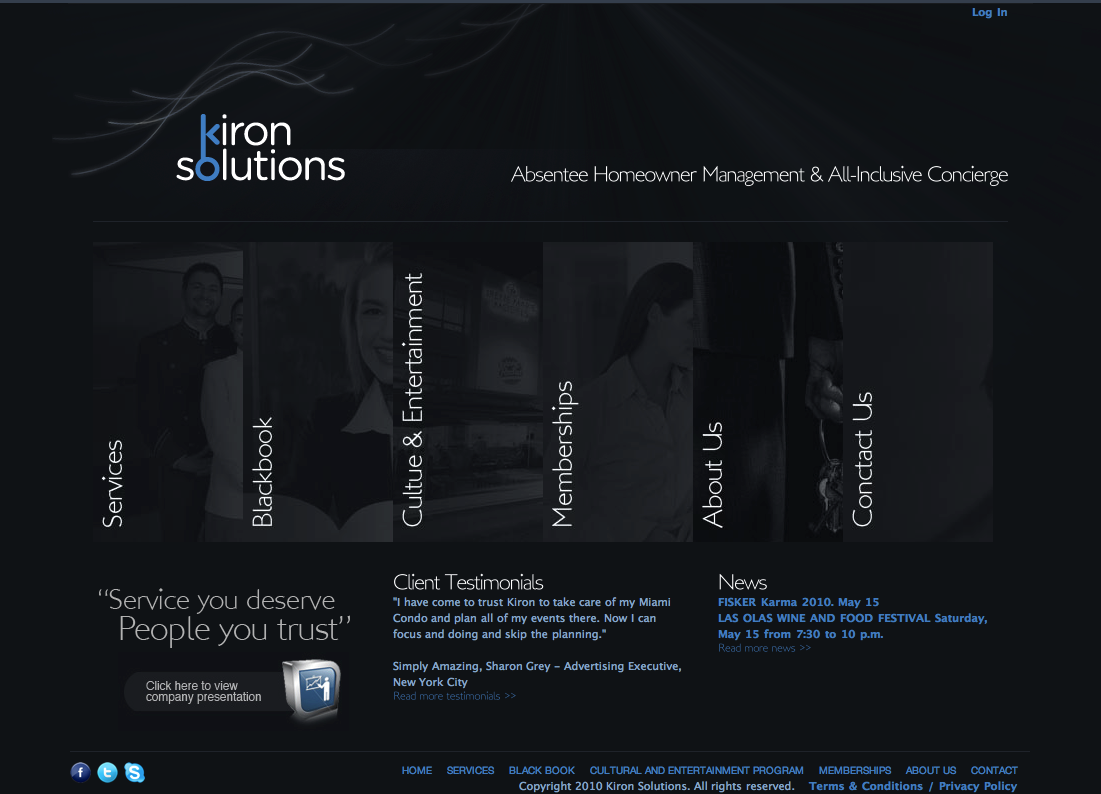 Log In
kiron
solutions
Absentee Homeowner Management & All-Inclusive Concierge
Services
Blackbook
Cultue & Entertainment
Memberships
About Us
Conctact Us
“Service you deserve
People you trust”
Click here to view
company presentation
Client Testimonials
"I have come to trust Kiron to take care of my Miami
Condo and plan all of my events there. Now I can
focus and doing and skip the planning."
Simply Amazing, Sharon Grey – Advertising Executive,
New York City
Read more testimonials >>
News
FISKER Karma 2010. May 15
LAS OLAS WINE AND FOOD FESTIVAL Saturday,
May 15 from 7:30 to 10 p.m.
Read more news >>
HOME SERVICES BLACK BOOK CULTURAL AND ENTERTAINMENT PROGRAM MEMBERSHIPS ABOUT US CONTACT
Copyright 2010 Kiron Solutions. All rights reserved. Terms & Conditions / Privacy Policy